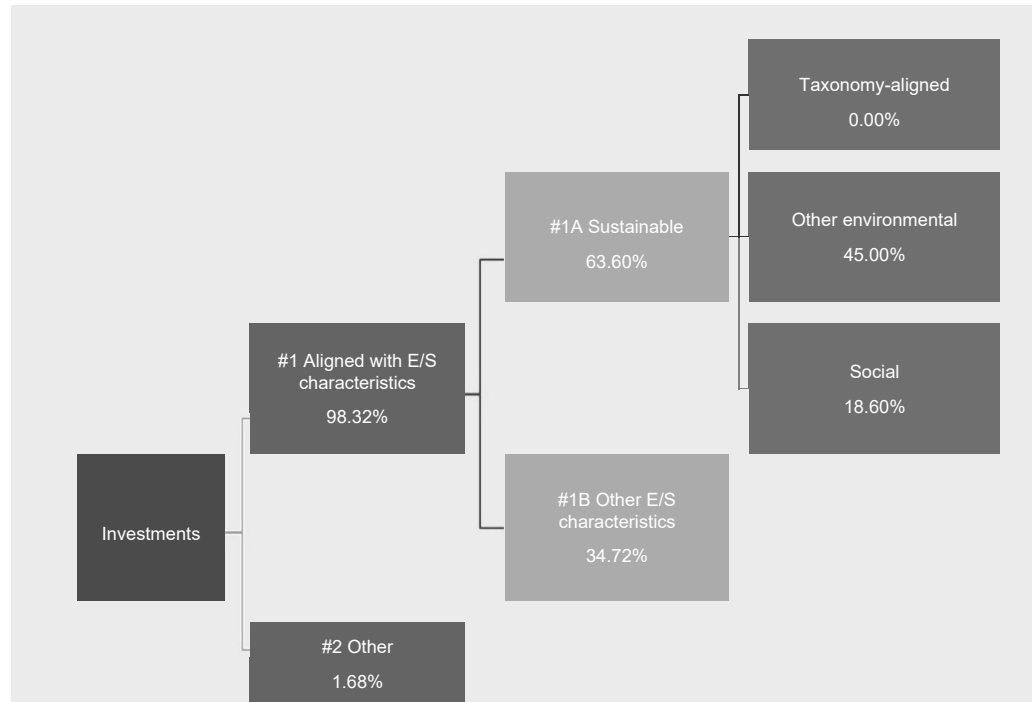 Taxonomy-aligned
0.00%
#1A Sustainable
63.60%
Other environmental
45.00%
#1 Aligned with E/S
characteristics
98.32%
Social
18.60%
Investments
#1B Other E/S
characteristics
34.72%
#2 Other
1.68%